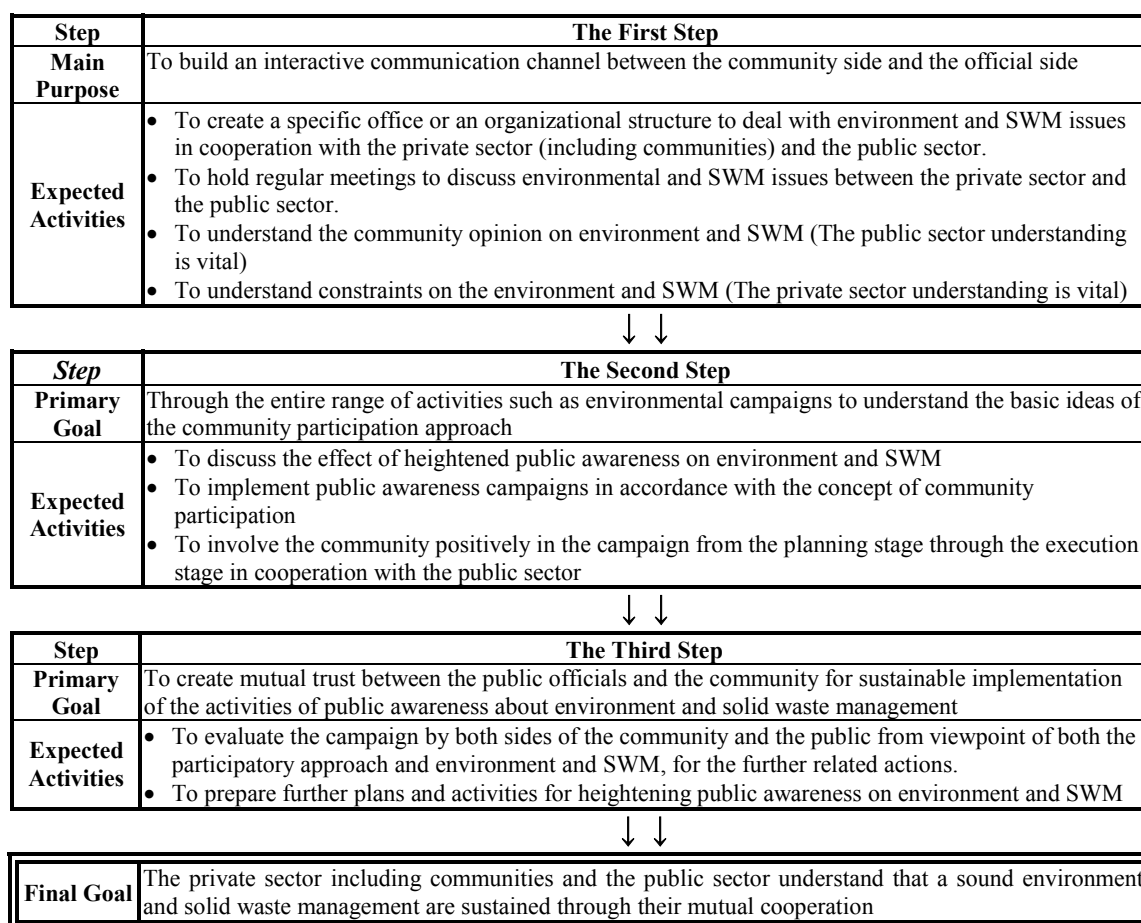 Step The First Step
Main Purpose To build an interactive communication channel between the community side and the official side
Expected Activities
• To create a specific office or an organizational structure to deal with environment and SWM issues
in cooperation with the private sector (including communities) and the public sector.
• To hold regular meetings to discuss environmental and SWM issues between the private sector and
the public sector.
• To understand the community opinion on environment and SWM (The public sector understanding
is vital)
• To understand constraints on the environment and SWM (The private sector understanding is vital)
↓ ↓
Step The Second Step
Primary Goal
Through the entire range of activities such as environmental campaigns to understand the basic ideas of
the community participation approach
Expected Activities
• To discuss the effect of heightened public awareness on environment and SWM
• To implement public awareness campaigns in accordance with the concept of community
participation
• To involve the community positively in the campaign from the planning stage through the execution
stage in cooperation with the public sector
↓ ↓
Step The Third Step
Primary Goal
To create mutual trust between the public officials and the community for sustainable implementation
of the activities of public awareness about environment and solid waste management
Expected Activities
• To evaluate the campaign by both sides of the community and the public from viewpoint of both the
participatory approach and environment and SWM, for the further related actions.
• To prepare further plans and activities for heightening public awareness on environment and SWM
↓ ↓
Final Goal
The private sector including communities and the public sector understand that a sound environment
and solid waste management are sustained through their mutual cooperation